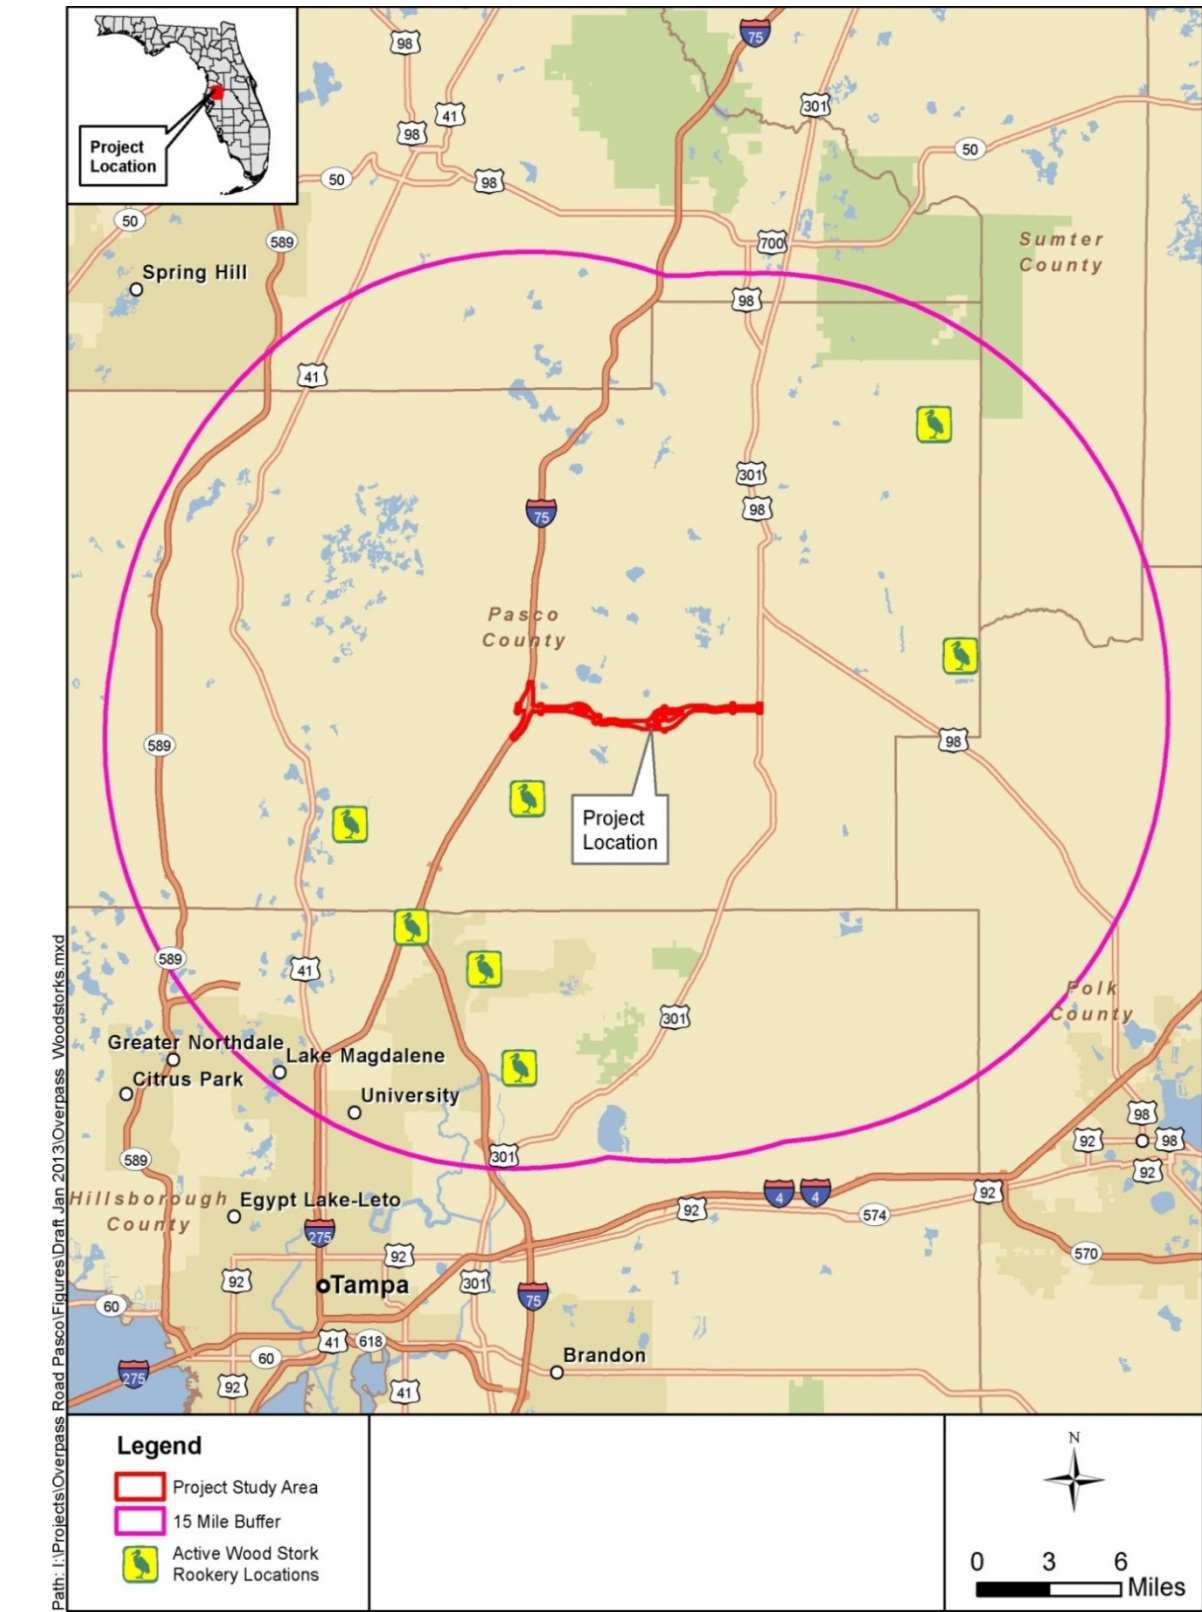 Project
Location
98
75
41
301
98
50
50
98
50
589
700
Sumter
County
Spring Hill
98
41
301
98
75
Pasco
County
98
589
Project
Location
589
41
Polk
County
301
Greater Northdale
Lake Magdalene
Citrus Park
University
98
92
98
301
589
92
Hillsborough
County
Egypt Lake-Leto
4
4
92
92
574
275
92
570
92
301
Tampa
75
60
41
618
60
Brandon
275
92
41
Path: I:\Projects\Overpass Road Pasco\Figures\Draft Jan 2013\Overpass_Woodstorks.mxd
Legend
Project Study Area
15 Mile Buffer
Active Wood Stork
Rookery Locations
N
0 3 6
Miles